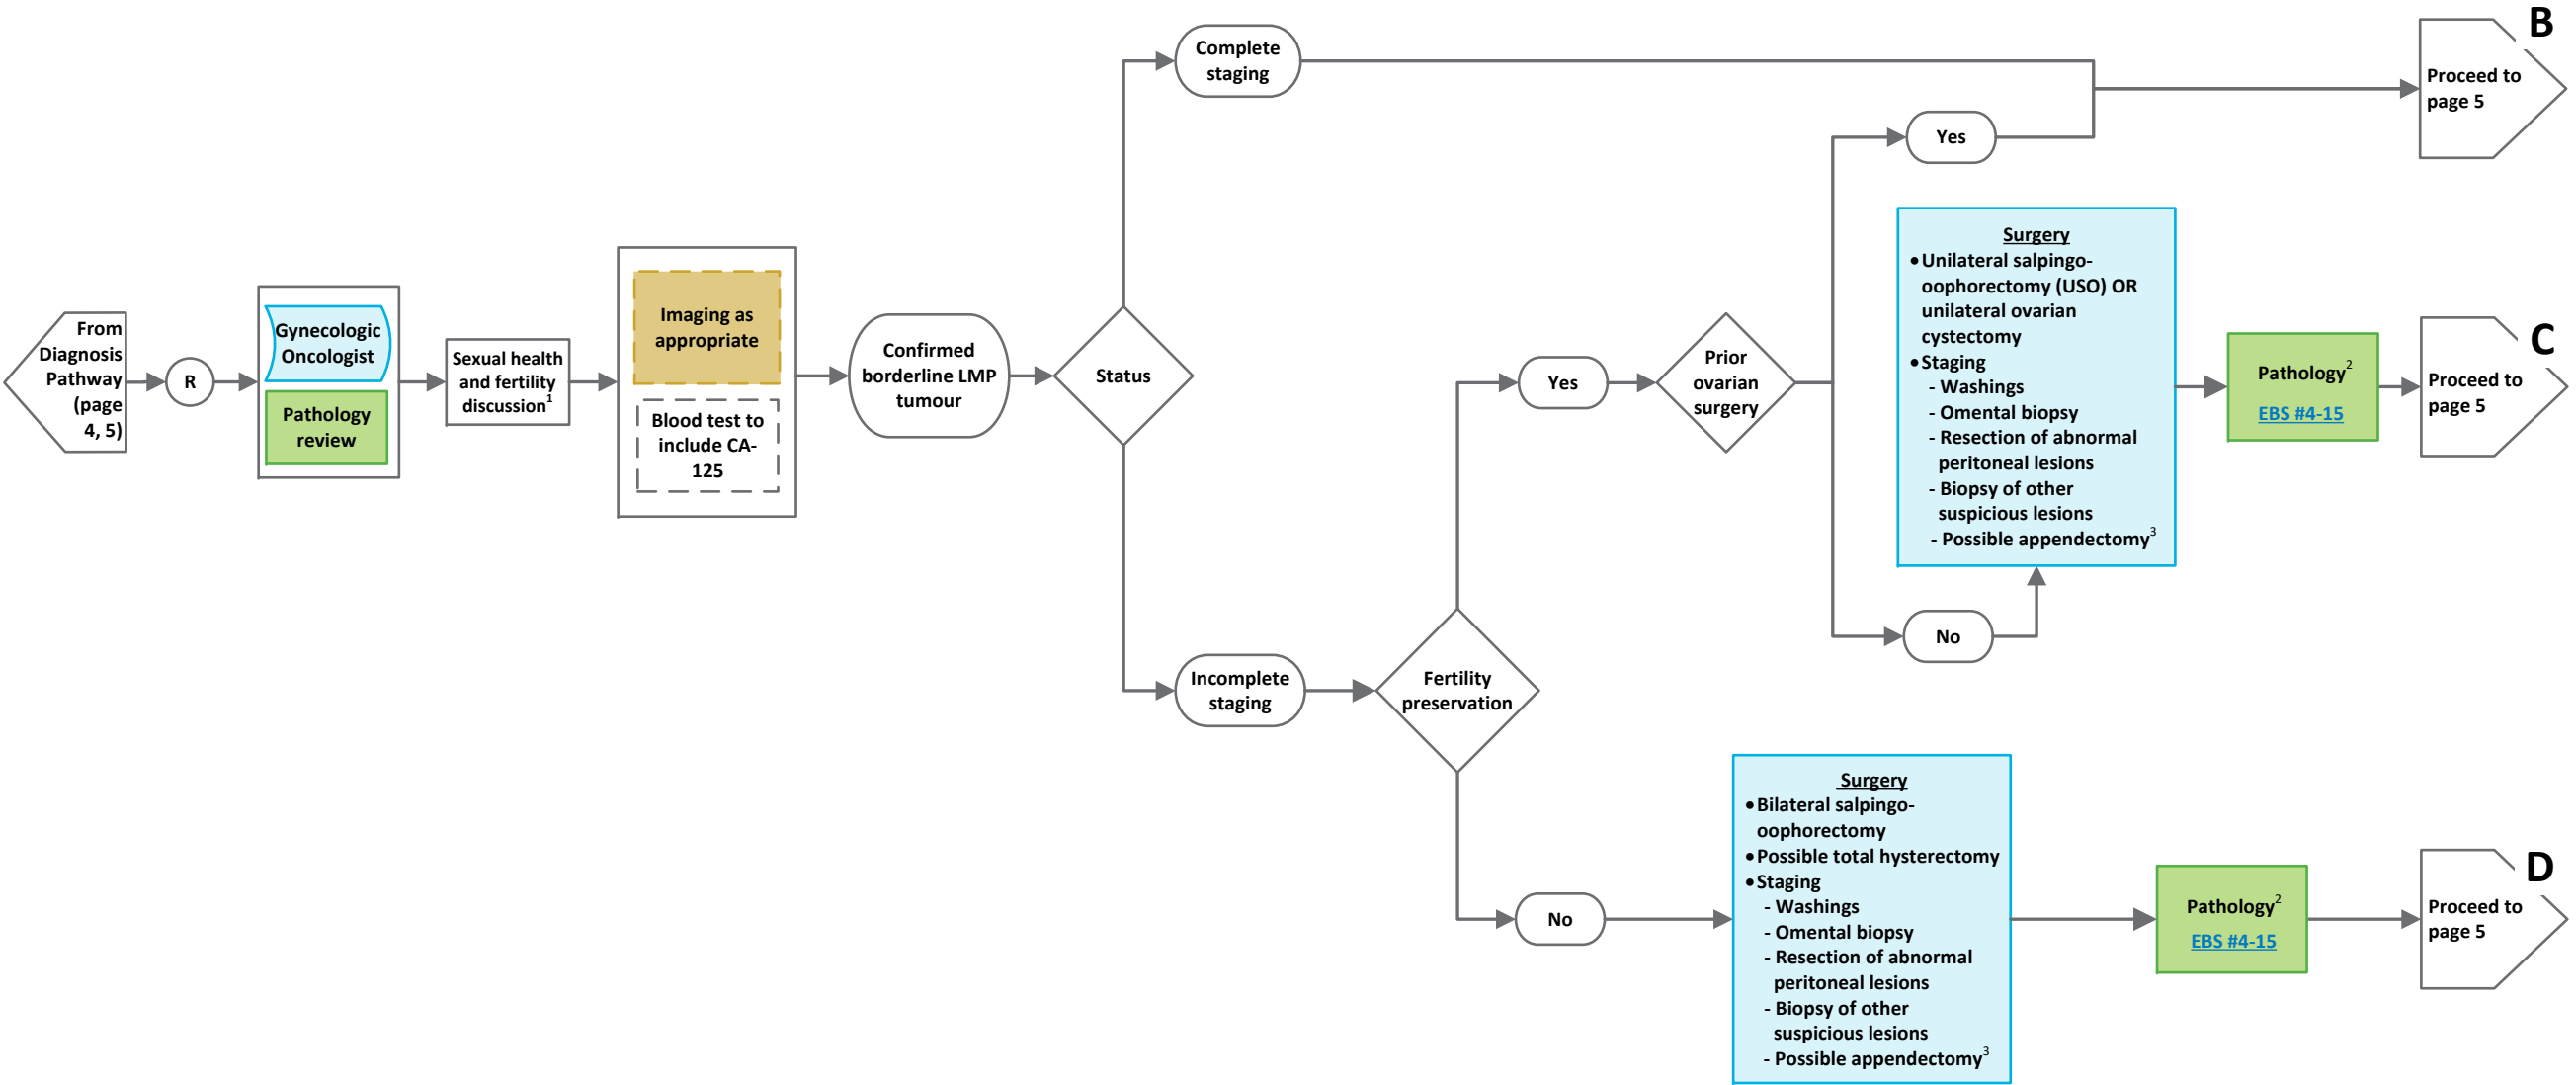 From
Diagnosis
Pathway
(page
4, 5)
R
Gynecologic
Oncologist
Pathology
review
Sexual health
and fertility
discussion1
Imaging as
appropriate
Blood test to
include CA-
125
Confirmed
borderline LMP
tumour
Status
Complete
staging
Incomplete
staging
Fertility
preservation
Yes
Prior
ovarian
surgery
Yes
Proceed to
page 5
B
Surgery
•Unilateral salpingo-
oophorectomy (USO) OR
unilateral ovarian
cystectomy
•Staging
- Washings
- Omental biopsy
- Resection of abnormal
peritoneal lesions
- Biopsy of other
suspicious lesions
- Possible appendectomy3
No
Pathology2
EBS #4-15
Proceed to
page 5
C
No
Surgery
•Bilateral salpingo-
oophorectomy
•Possible total hysterectomy
•Staging
- Washings
- Omental biopsy
- Resection of abnormal
peritoneal lesions
- Biopsy of other
suspicious lesions
- Possible appendectomy3
Pathology2
EBS #4-15
Proceed to
page 5
D